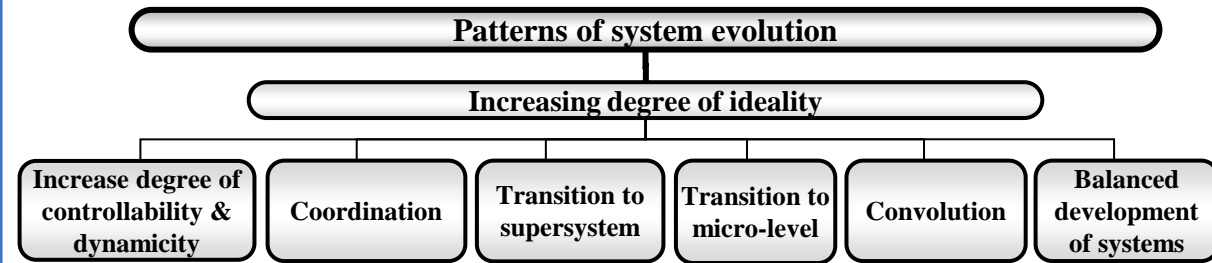 Patterns of system evolution
Increasing degree of ideality
Increase degree of
controllability &
dynamicity
Coordination
Transition to
supersystem
Transition to
micro-level
Convolution
Balanced
development
of systems